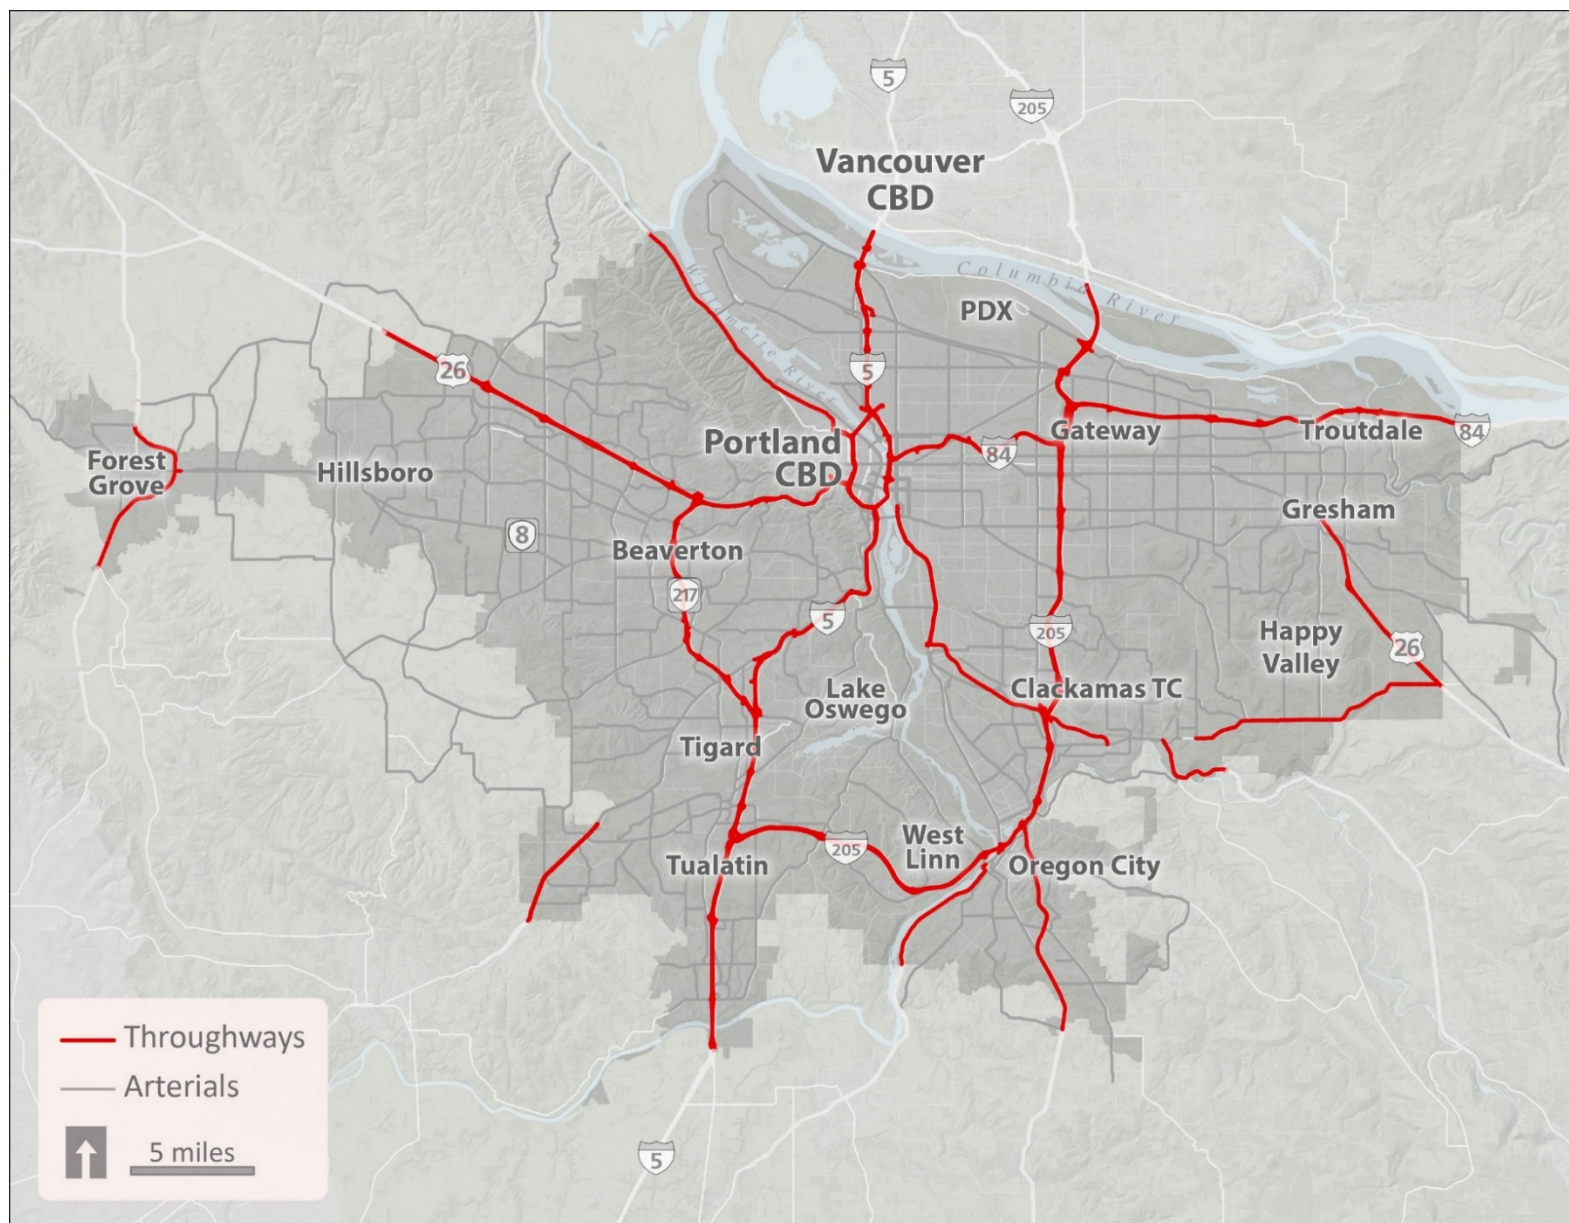 5
205
Vancouver
CBD
Columbia River
PDX
Willamette River
26
5
Portland
CBD
Gateway
Troutdale
84
84
Forest
Grove
Hillsboro
Gresham
8
Beaverton
217
5
205
Happy
Valley
26
Lake
Oswego
Clackamas TC
Tigard
205
West
Linn
Tualatin
Oregon City
Throughways
Arterials
5 miles
5